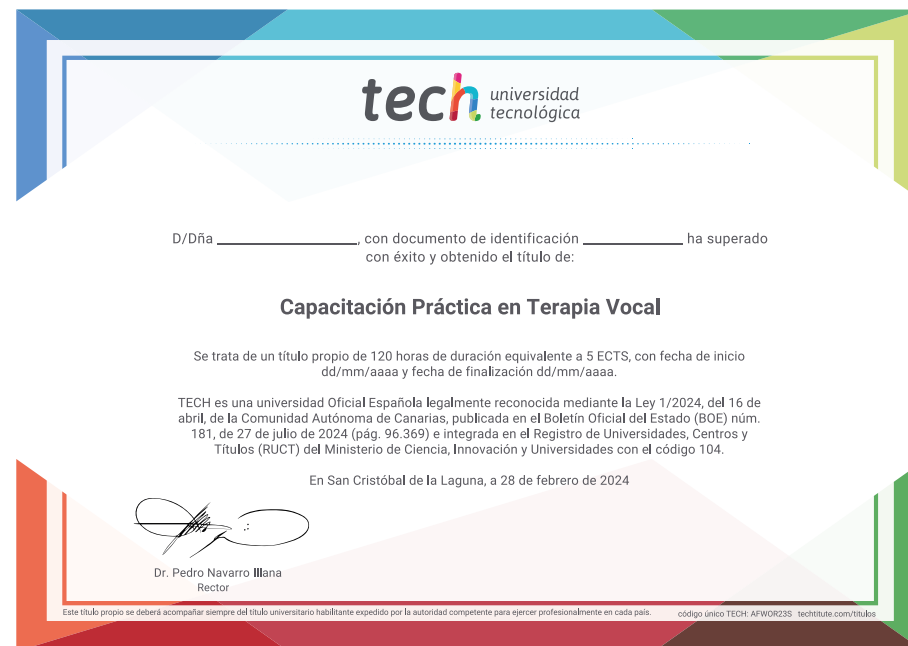 tech universidad
tecnológica
D/Dña ____________________, con documento de identificación ______________ ha superado
con éxito y obtenido el título de:
Capacitación Práctica en Terapia Vocal
Se trata de un título propio de 120 horas de duración equivalente a 5 ECTS, con fecha de inicio
dd/mm/aaaa y fecha de finalización dd/mm/aaaa.
TECH es una universidad Oficial Española legalmente reconocida mediante la Ley 1/2024, del 16 de
abril, de la Comunidad Autónoma de Canarias, publicada en el Boletín Oficial del Estado (BOE) núm.
181, de 27 de julio de 2024 (pág. 96.369) e integrada en el Registro de Universidades, Centros y
Títulos (RUCT) del Ministerio de Ciencia, Innovación y Universidades con el código 104.
En San Cristóbal de la Laguna, a 28 de febrero de 2024
Dr. Pedro Navarro Illana
Rector
Este título propio se deberá acompañar siempre del título universitario habilitante expedido por la autoridad competente para ejercer profesionalmente en cada país. código único TECH: AFWOR23S techtitute.com/titulos